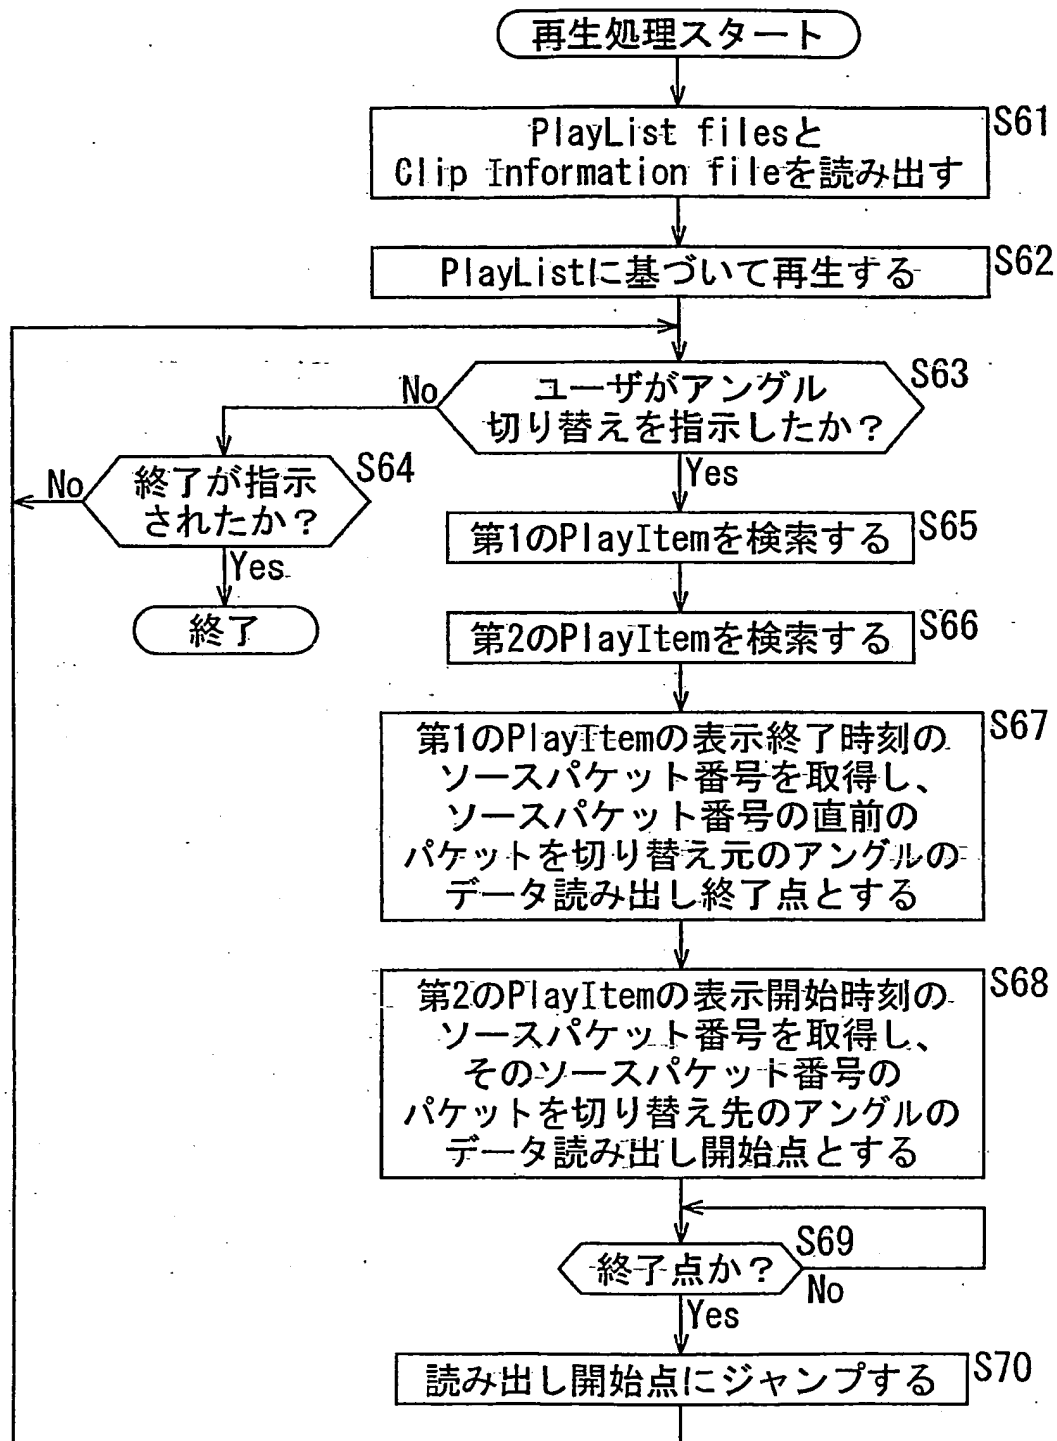 再生処理スタート
S61
PlayList filesと
Clip Information fileを読み出す
S62
PlayListに基づいて再生する
S63
ユーザがアングル
切り替えを指示したか?
No
Yes
S64
終了が指示
されたか?
No
Yes
終了
S65
第1のPlayItemを検索する
S66
第2のPlayItemを検索する
S67
第1のPlayItemの表示終了時刻の
ソースパケット番号を取得し、
ソースパケット番号の直前の
パケットを切り替え元のアングルの
データ読み出し終了点とする
S68
第2のPlayItemの表示開始時刻の
ソースパケット番号を取得し、
そのソースパケット番号の
パケットを切り替え先のアングルの
データ読み出し開始点とする
S69
終了点か?
No
Yes
S70
読み出し開始点にジャンプする